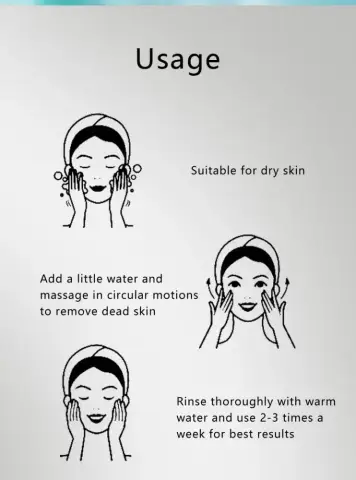 Usage
Suitable for dry skin
Add a little water and
massage in circular motions
to remove dead skin
Rinse thoroughly with warm
water and use 2-3 times a
week for best results